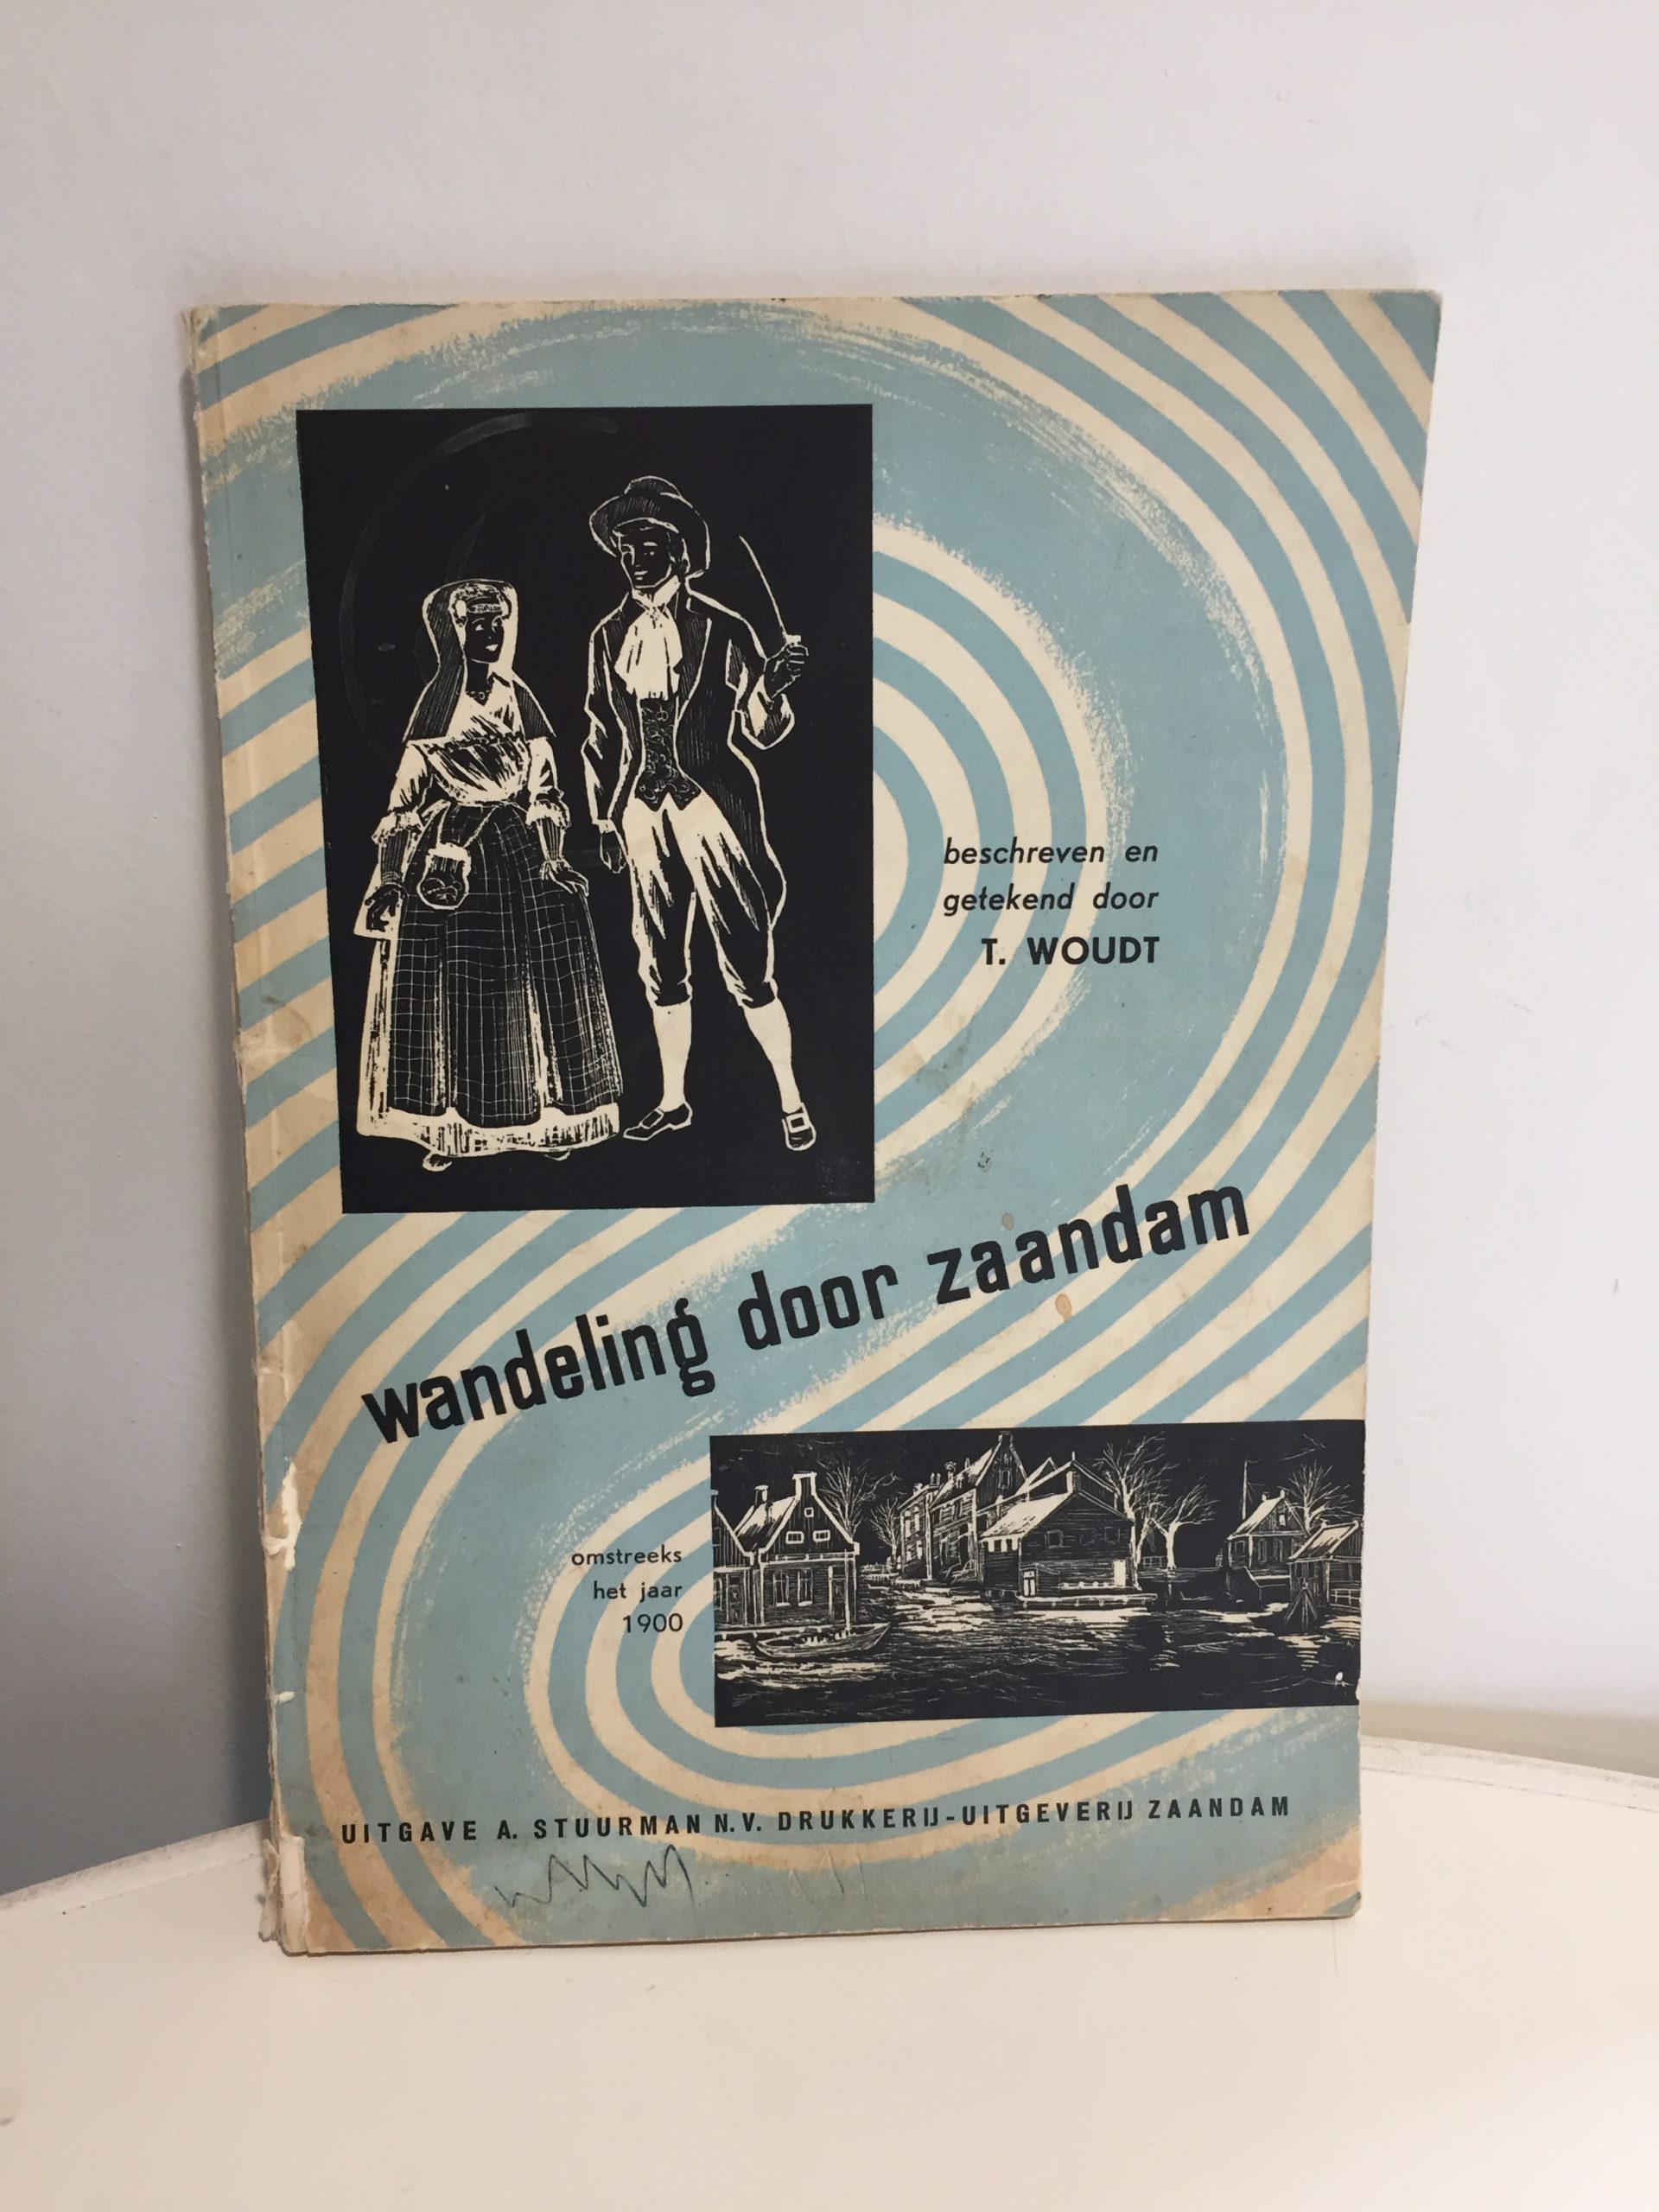 beschreven en
getekend door
T. WOUDT
wandeling door zaandam
omstreeks
het jaar
1900
UITGAVE A. STUURMAN N.V. DRUKKERIJ-UITGEVERIJ ZAANDAM